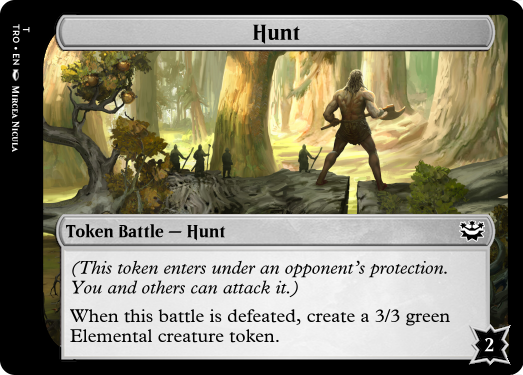 Hunt
Token Battle — Hunt
(This token enters under an opponent's protection.
You and others can attack it.)
When this battle is defeated, create a 3/3 green
Elemental creature token.
2
T
TRO • EN Mircea Nicula